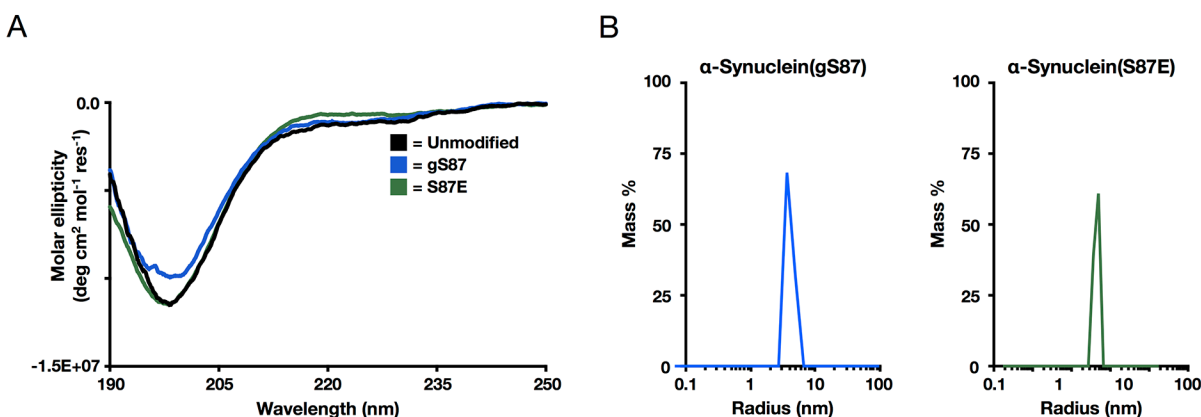 A
0.0
Molar ellipticity
(deg cm² mol⁻¹ res⁻¹)
-1.5E+07
= Unmodified
= gS87
= S87E
190 205 220 235 250
Wavelength (nm)
B
α-Synuclein(gS87)
100
75
50
25
0
Mass %
0.1 1 10 100
Radius (nm)
α-Synuclein(S87E)
100
75
50
25
0
Mass %
0.1 1 10 100
Radius (nm)